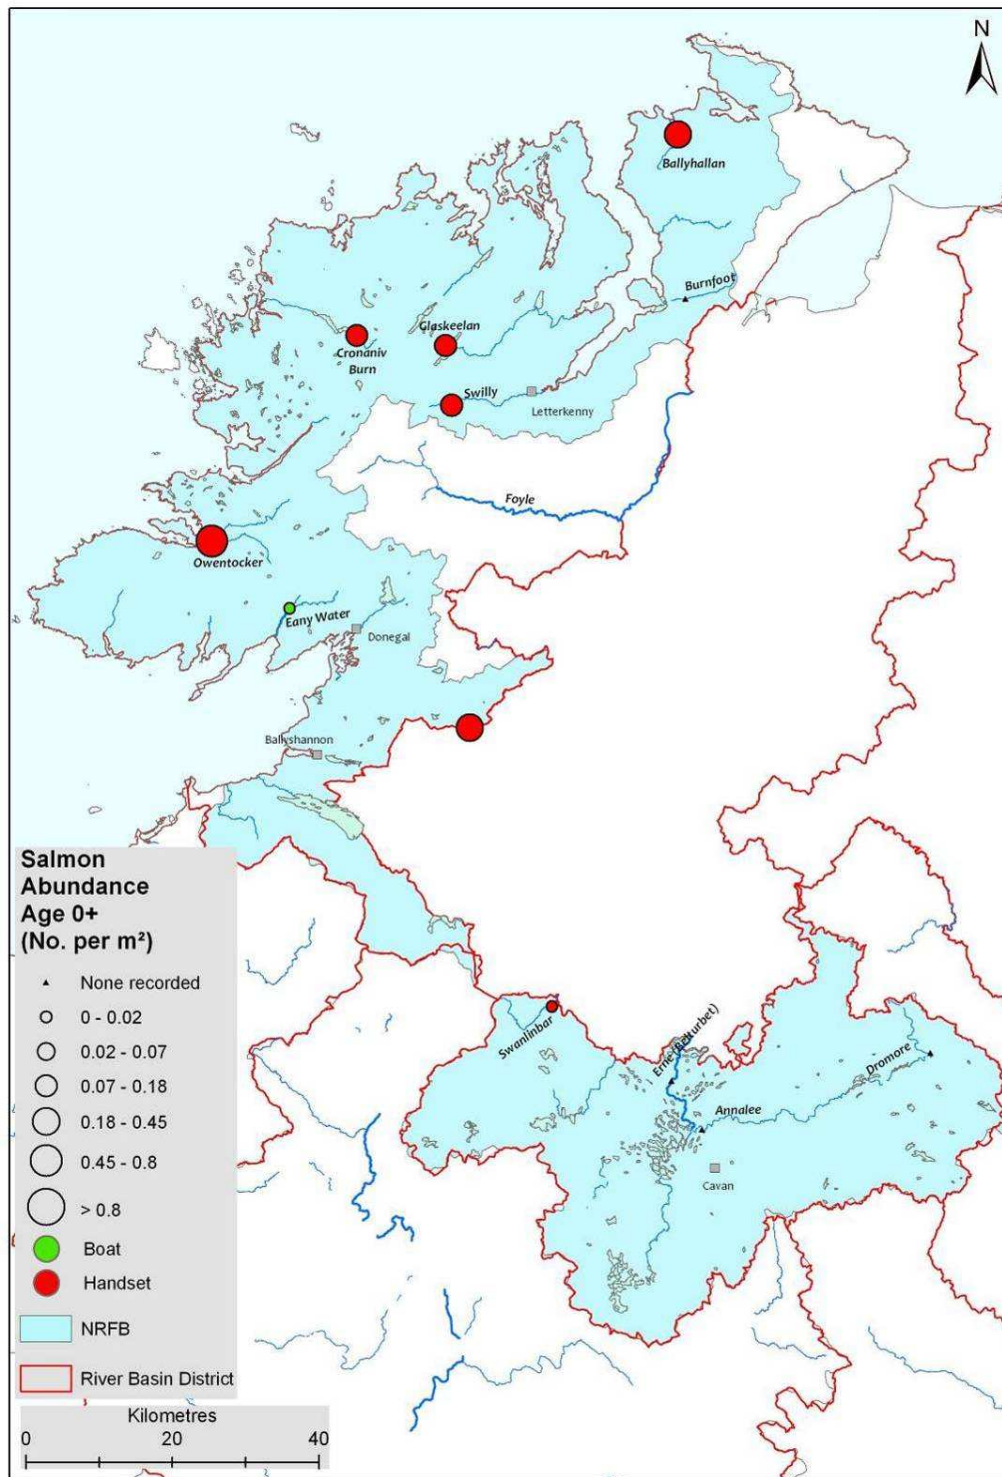 N
Ballyhallan
Burnfoot
Glaskeelan
Cronaniv
Burn
Swilly
Letterkenny
Foyle
Owentocker
Eany Water
Donegal
Ballyshannon
Salmon
Abundance
Age 0+
(No. per m²)
None recorded
0 - 0.02
0.02 - 0.07
0.07 - 0.18
0.18 - 0.45
0.45 - 0.8
> 0.8
Boat
Handset
NRFB
River Basin District
Swanlinbar
Erne(Belturbet)
Dromore
Annalee
Cavan
Kilometres
0 20 40